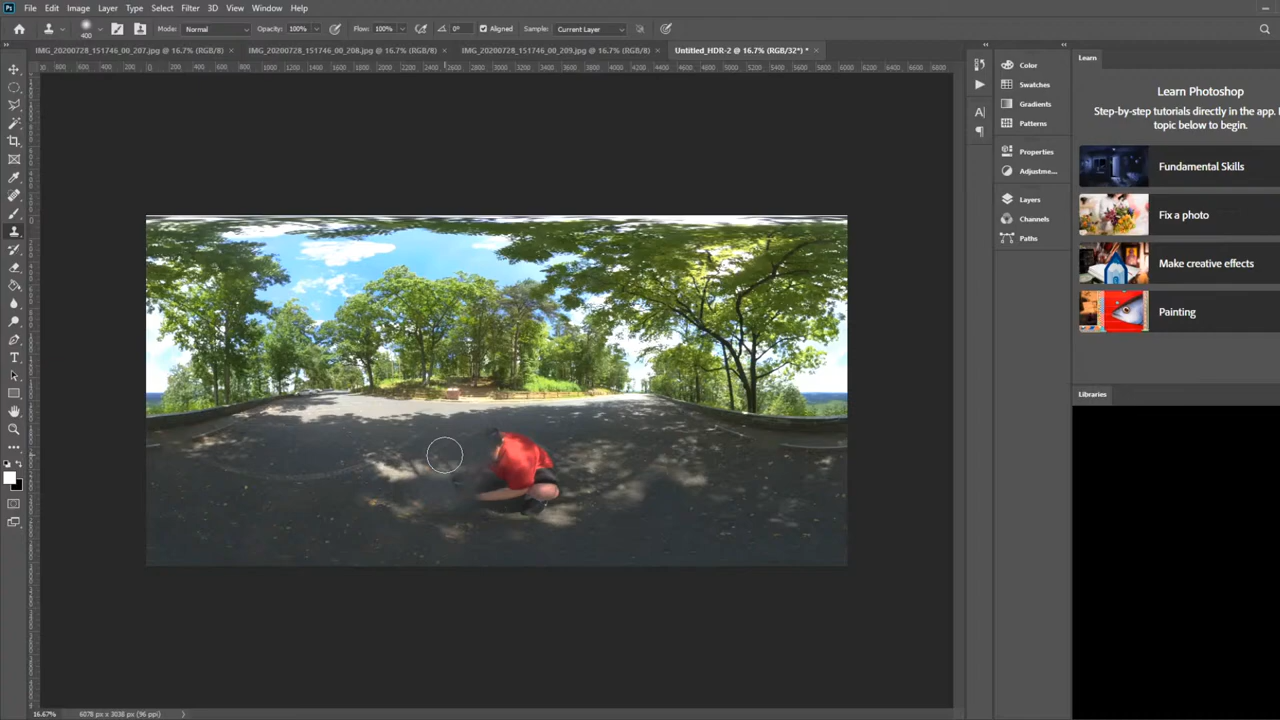 Ps File Edit Image Layer Type Select Filter 3D View Window Help
400 Mode: Normal Opacity: 100% Flow: 100% 0° Aligned Sample: Current Layer
IMG_20200728_151746_00_207.jpg @ 16.7% (RGB/8) × IMG_20200728_151746_00_208.jpg @ 16.7% (RGB/8) × IMG_20200728_151746_00_209.jpg @ 16.7% (RGB/8) × Untitled_HDR-2 @ 16.7% (RGB/32*) * ×
Color
Swatches
Gradients
Patterns
Properties
Adjustme...
Layers
Channels
Paths
Learn
Learn Photoshop
Step-by-step tutorials directly in the app.
topic below to begin.
Fundamental Skills
Fix a photo
Make creative effects
Painting
Libraries
16.67% 6078 px x 3038 px (96 ppi)